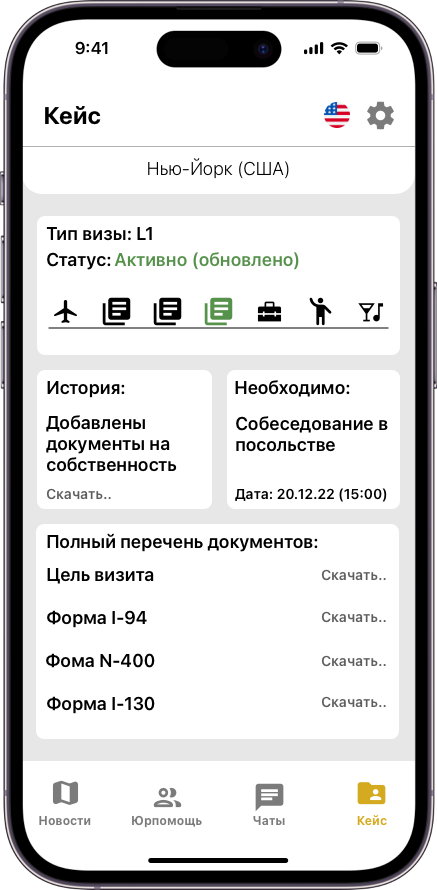 9:41
Кейс
Нью-Йорк (США)
Тип визы: L1
Статус: Активно (обновлено)
История:
Добавлены
документы на
собственность
Скачать..
Необходимо:
Собеседование в
посольстве
Дата: 20.12.22 (15:00)
Полный перечень документов:
Цель визита Скачать..
Форма I-94 Скачать..
Фома N-400 Скачать..
Форма I-130 Скачать..
Новости Юрпомощь Чаты Кейс